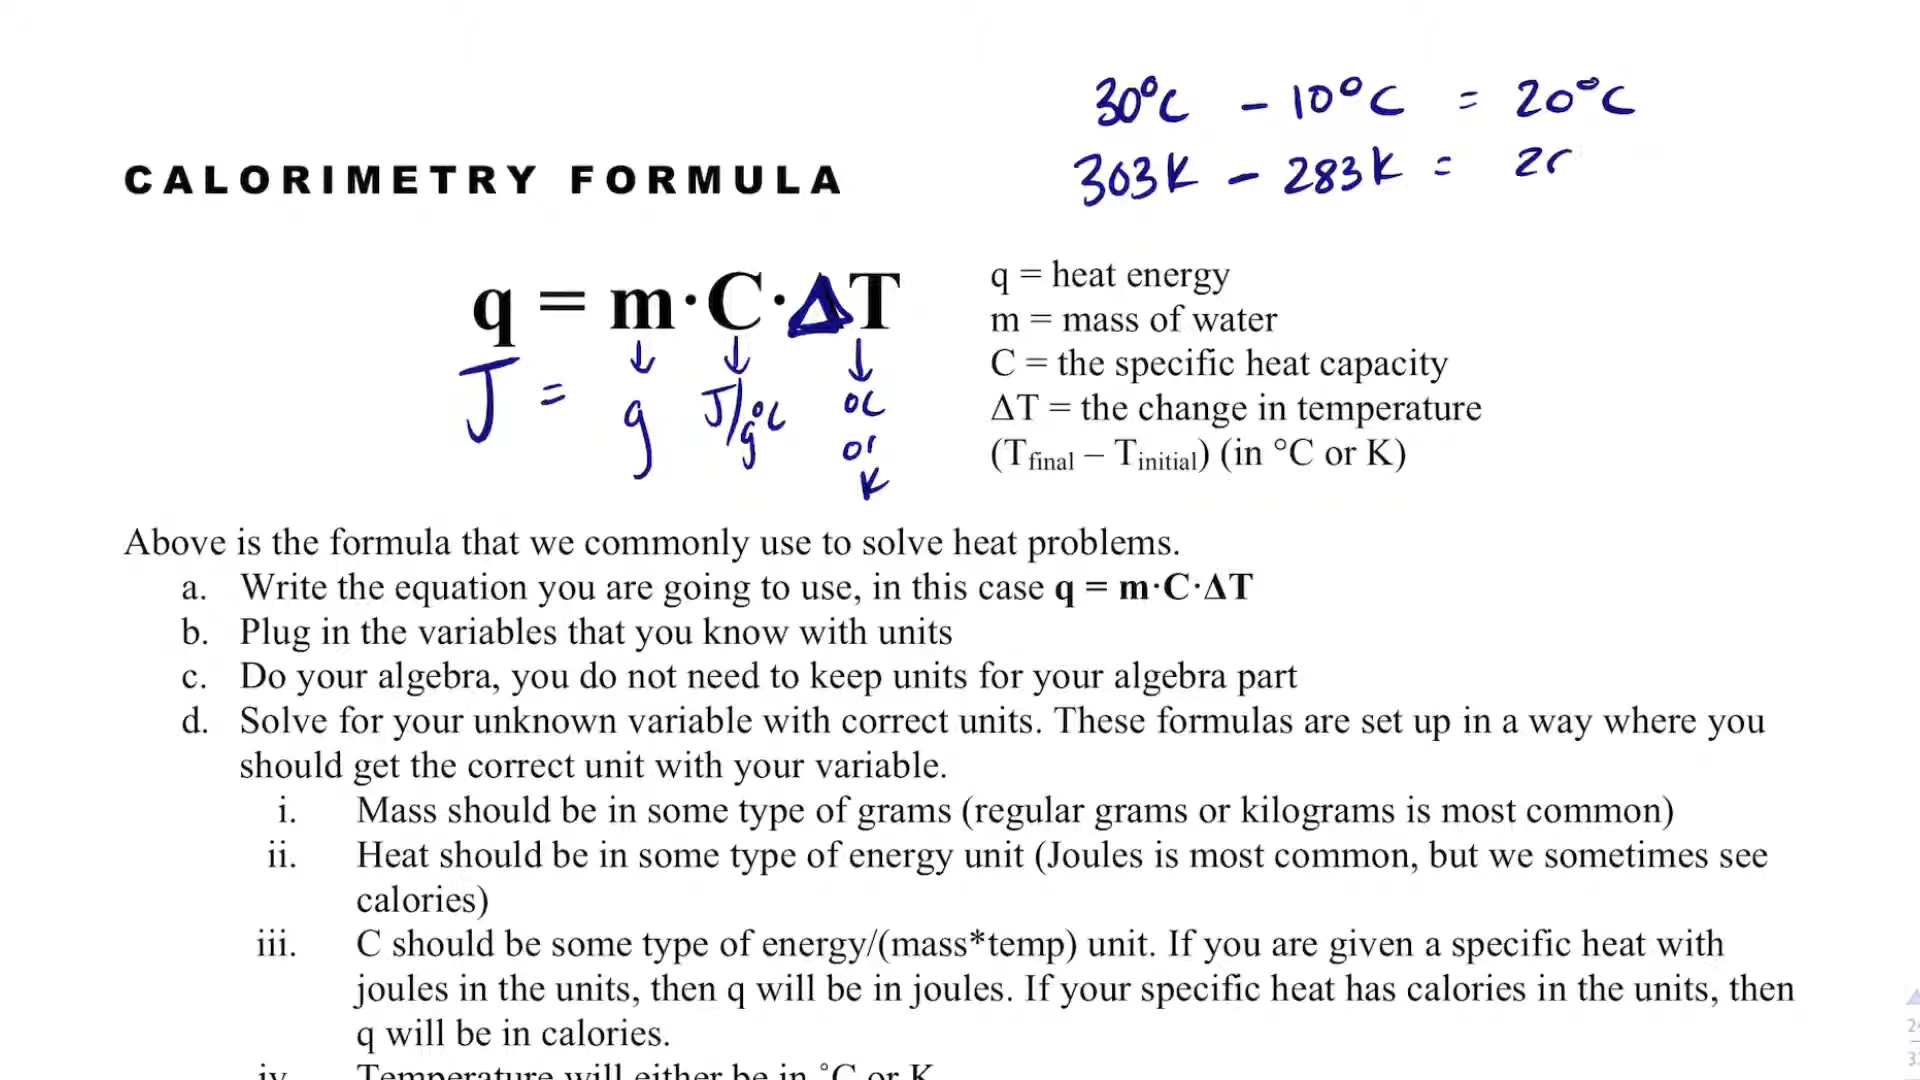 30°C - 10°C = 20°C
303K - 283K = 20
CALORIMETRY FORMULA
q = m·C·ΔT
J = g J/g°C °C
or
K
q = heat energy
m = mass of water
C = the specific heat capacity
ΔT = the change in temperature
(Tfinal – Tinitial) (in °C or K)
Above is the formula that we commonly use to solve heat problems.
a. Write the equation you are going to use, in this case q = m·C·ΔT
b. Plug in the variables that you know with units
c. Do your algebra, you do not need to keep units for your algebra part
d. Solve for your unknown variable with correct units. These formulas are set up in a way where you
should get the correct unit with your variable.
i. Mass should be in some type of grams (regular grams or kilograms is most common)
ii. Heat should be in some type of energy unit (Joules is most common, but we sometimes see
calories)
iii. C should be some type of energy/(mass*temp) unit. If you are given a specific heat with
joules in the units, then q will be in joules. If your specific heat has calories in the units, then
q will be in calories.
iv. Temperature will either be in °C or K